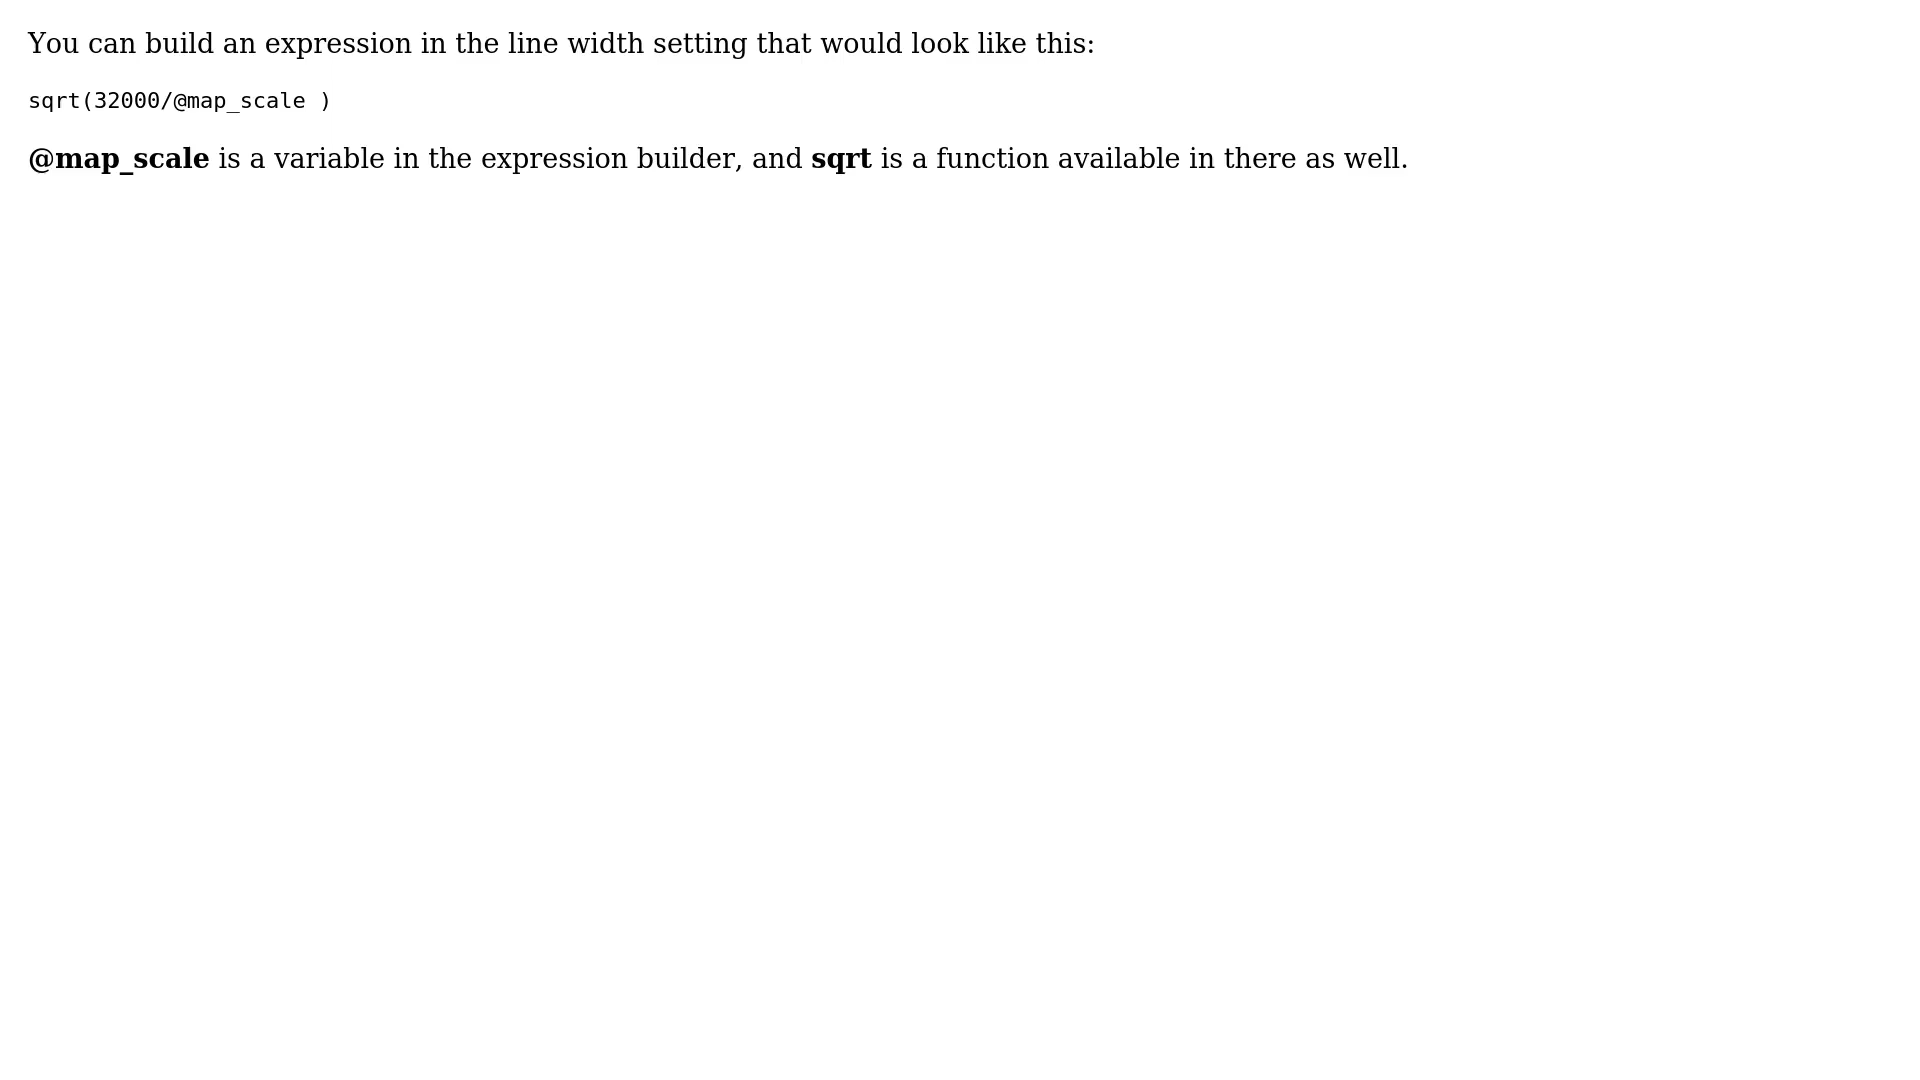 You can build an expression in the line width setting that would look like this:
sqrt(32000/@map_scale )
@map_scale is a variable in the expression builder, and sqrt is a function available in there as well.